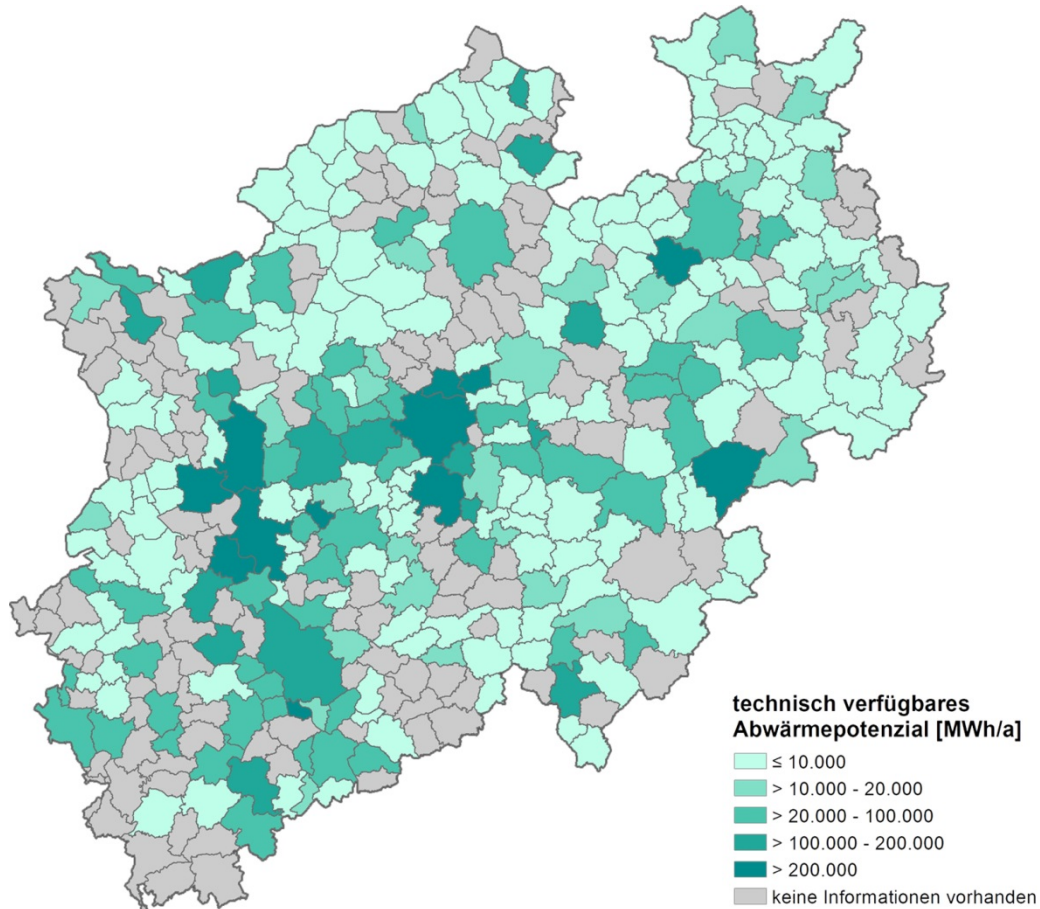 technisch verfügbares
Abwärmepotenzial [MWh/a]
≤ 10.000
> 10.000 - 20.000
> 20.000 - 100.000
> 100.000 - 200.000
> 200.000
keine Informationen vorhanden